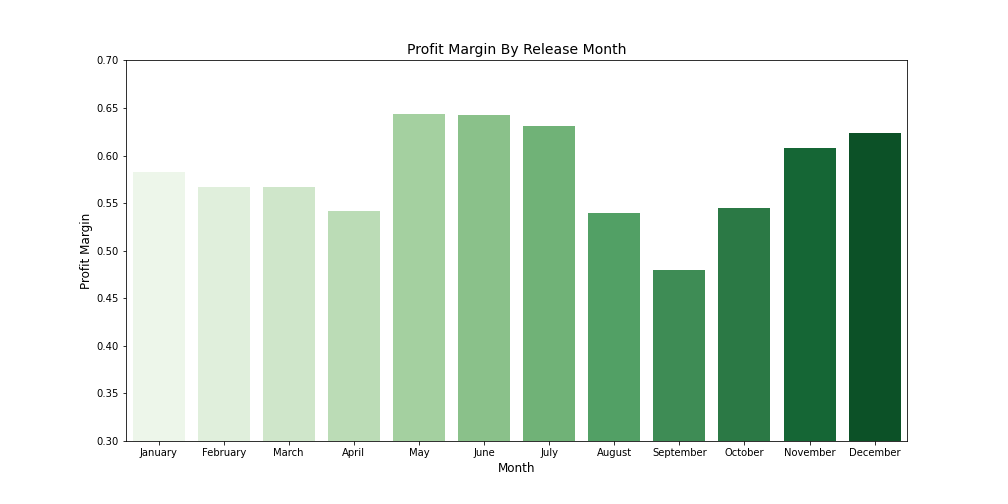 Profit Margin By Release Month
0.70
0.65
0.60
0.55
0.50
0.45
0.40
0.35
0.30
Profit Margin
January February March April May June July August September October November December
Month